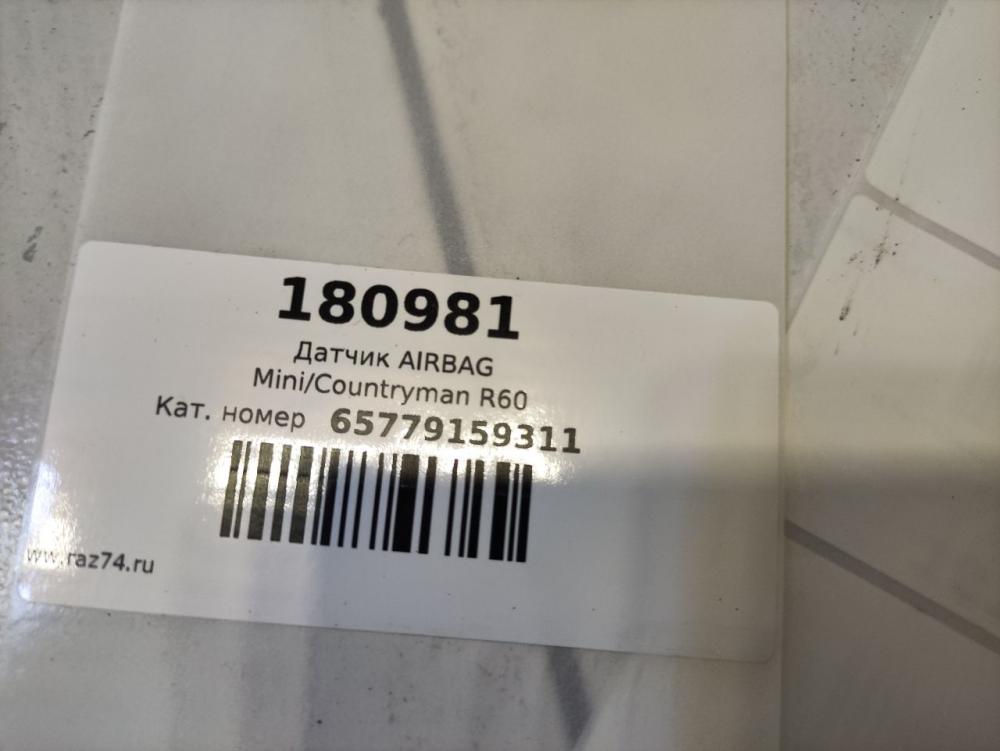 180981
Датчик AIRBAG
Mini/Countryman R60
Кат. номер 65779159311
www.raz74.ru